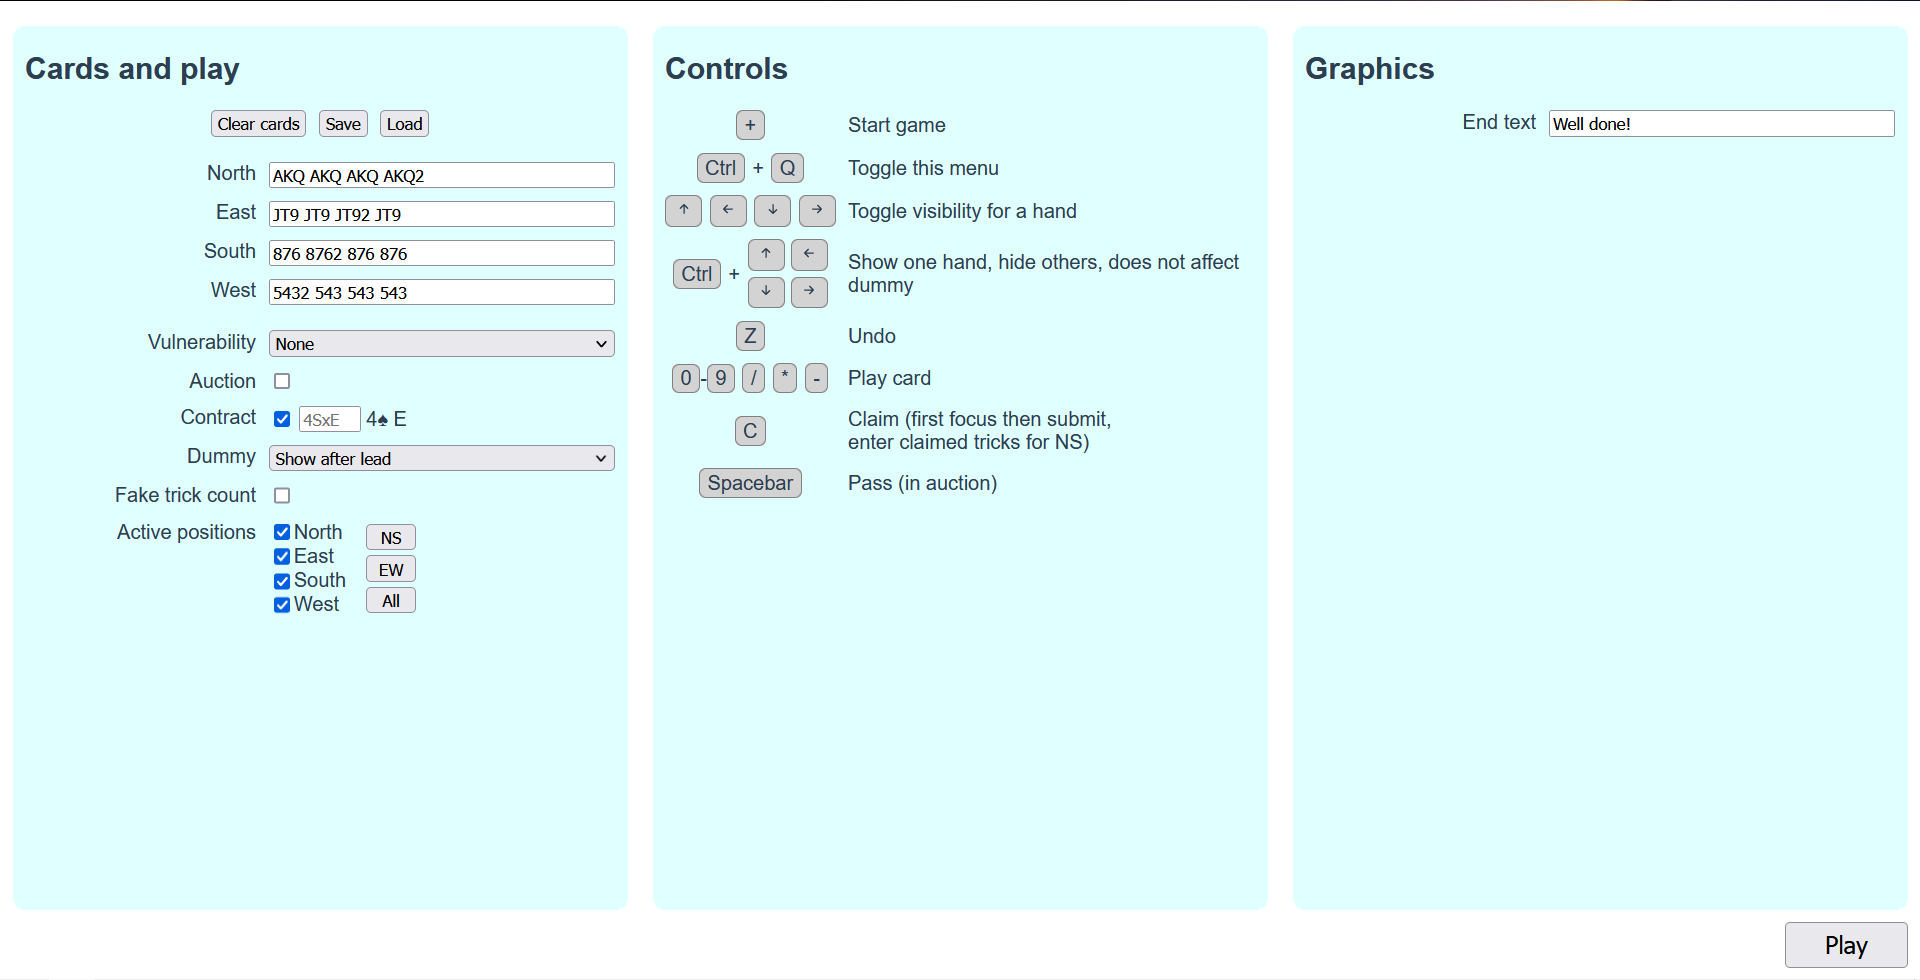 Cards and play
Clear cards Save Load
North AKQ AKQ AKQ AKQ2
East JT9 JT9 JT92 JT9
South 876 8762 876 876
West 5432 543 543 543
Vulnerability None
Auction
Contract 4SxE 4♠ E
Dummy Show after lead
Fake trick count
Active positions North NS
East EW
South
West All
Controls
+ Start game
Ctrl + Q Toggle this menu
↑ ← ↓ → Toggle visibility for a hand
Ctrl + ↑ ← ↓ → Show one hand, hide others, does not affect
dummy
Z Undo
0 - 9 / * - Play card
C Claim (first focus then submit,
enter claimed tricks for NS)
Spacebar Pass (in auction)
Graphics
End text Well done!
Play